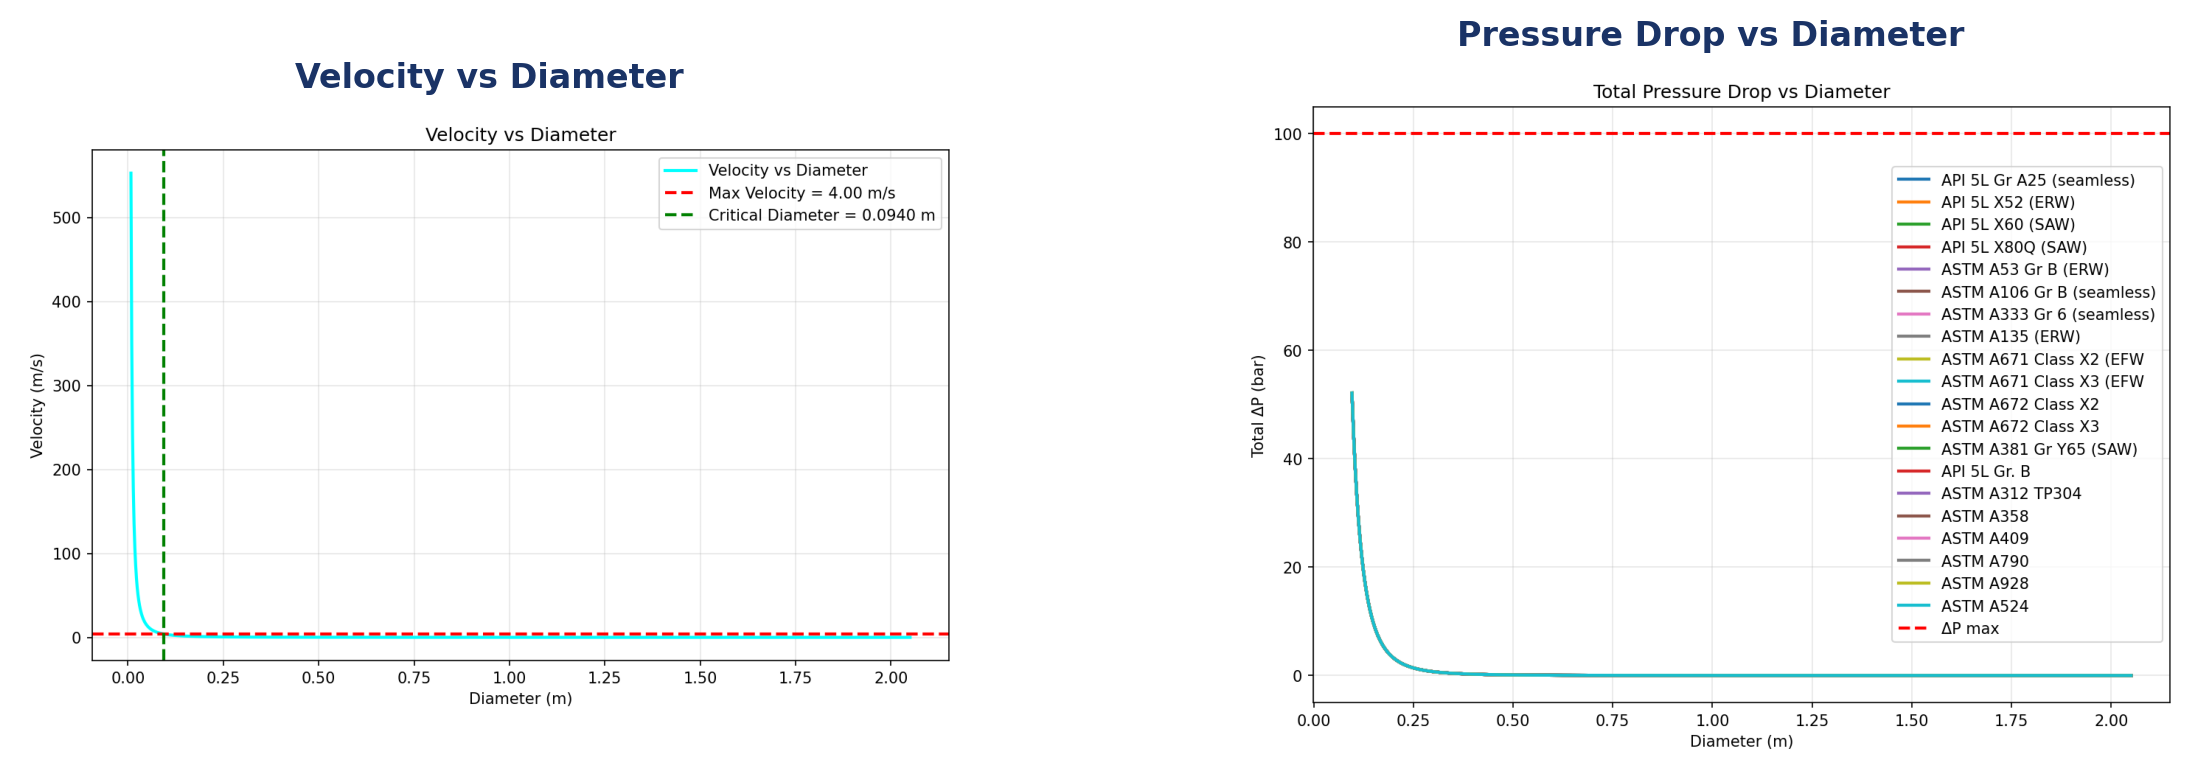 Velocity vs Diameter
Velocity vs Diameter
Velocity vs Diameter
Max Velocity = 4.00 m/s
Critical Diameter = 0.0940 m
Velocity (m/s)
500
400
300
200
100
0
0.00 0.25 0.50 0.75 1.00 1.25 1.50 1.75 2.00
Diameter (m)
Pressure Drop vs Diameter
Total Pressure Drop vs Diameter
Total ΔP (bar)
100
80
60
40
20
0
API 5L Gr A25 (seamless)
API 5L X52 (ERW)
API 5L X60 (SAW)
API 5L X80Q (SAW)
ASTM A53 Gr B (ERW)
ASTM A106 Gr B (seamless)
ASTM A333 Gr 6 (seamless)
ASTM A135 (ERW)
ASTM A671 Class X2 (EFW
ASTM A671 Class X3 (EFW
ASTM A672 Class X2
ASTM A672 Class X3
ASTM A381 Gr Y65 (SAW)
API 5L Gr. B
ASTM A312 TP304
ASTM A358
ASTM A409
ASTM A790
ASTM A928
ASTM A524
ΔP max
0.00 0.25 0.50 0.75 1.00 1.25 1.50 1.75 2.00
Diameter (m)